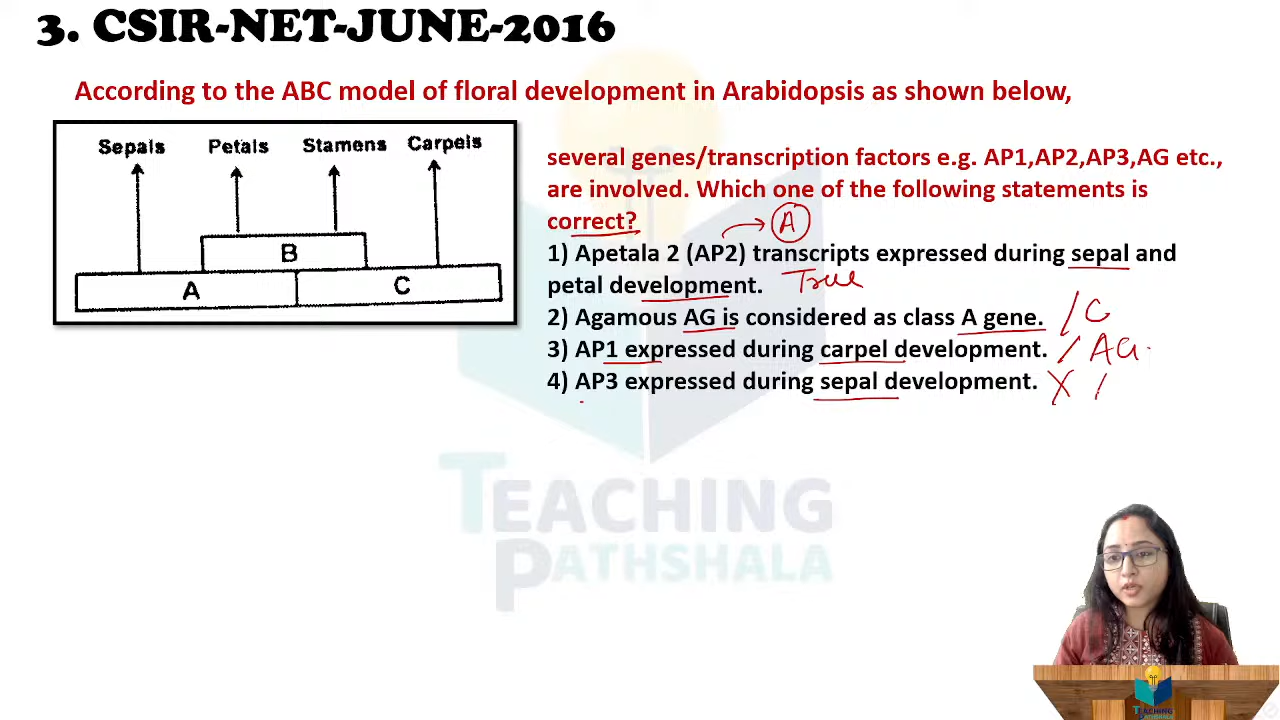 3. CSIR-NET-JUNE-2016
According to the ABC model of floral development in Arabidopsis as shown below,
Sepals Petals Stamens Carpels
B
A C
several genes/transcription factors e.g. AP1,AP2,AP3,AG etc.,
are involved. Which one of the following statements is
correct?
A
1) Apetala 2 (AP2) transcripts expressed during sepal and
petal development. True
2) Agamous AG is considered as class A gene. / C
3) AP1 expressed during carpel development. / AG
4) AP3 expressed during sepal development. X /
TEACHING
PATHSHALA
TEACHING
PATHSHALA